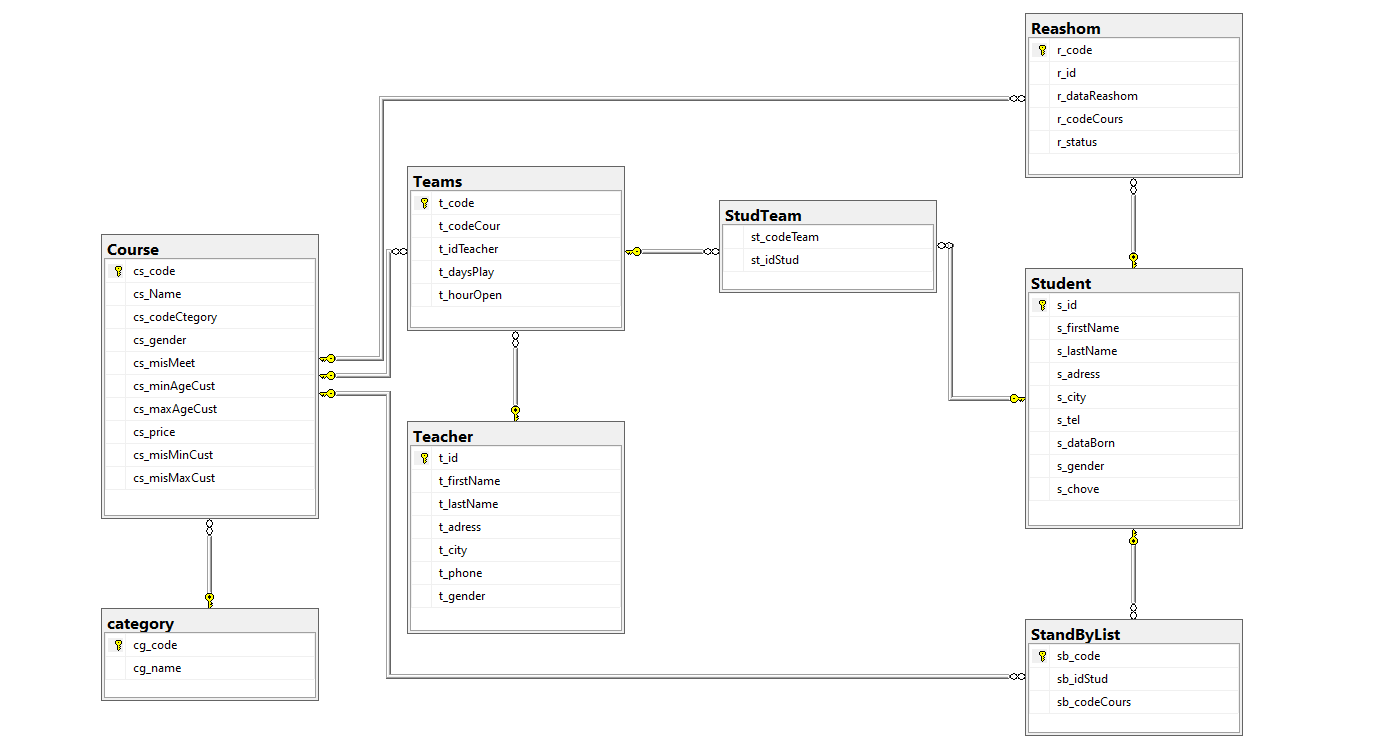 Reashom
r_code
r_id
r_dataReashom
r_codeCours
r_status
Teams
t_code
t_codeCour
t_idTeacher
t_daysPlay
t_hourOpen
StudTeam
st_codeTeam
st_idStud
Course
cs_code
cs_Name
cs_codeCtegory
cs_gender
cs_misMeet
cs_minAgeCust
cs_maxAgeCust
cs_price
cs_misMinCust
cs_misMaxCust
Student
s_id
s_firstName
s_lastName
s_adress
s_city
s_tel
s_dataBorn
s_gender
s_chove
Teacher
t_id
t_firstName
t_lastName
t_adress
t_city
t_phone
t_gender
category
cg_code
cg_name
StandByList
sb_code
sb_idStud
sb_codeCours